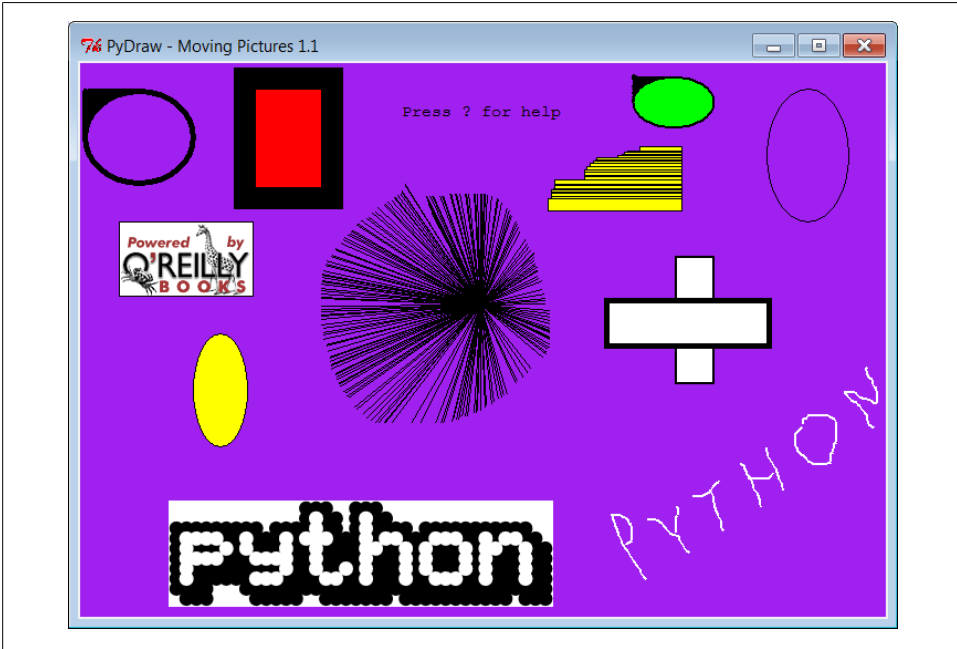 PyDraw - Moving Pictures 1.1
Press ? for help
Powered by
O'REILLY
BOOKS
PYTHON
python